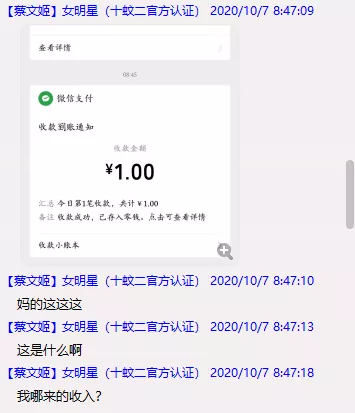 【蔡文姬】女明星（十蚊二官方认证） 2020/10/7 8:47:09
查看详情
08:45
微信支付
收款到账通知
收款金额
¥1.00
汇总 今日第1笔收款，共计￥1.00
备注 收款成功，已存入零钱。点击可查看详情
收款小账本
【蔡文姬】女明星（十蚊二官方认证） 2020/10/7 8:47:10
妈的这这这
【蔡文姬】女明星（十蚊二官方认证） 2020/10/7 8:47:13
这是什么啊
【蔡文姬】女明星（十蚊二官方认证） 2020/10/7 8:47:18
我哪来的收入？